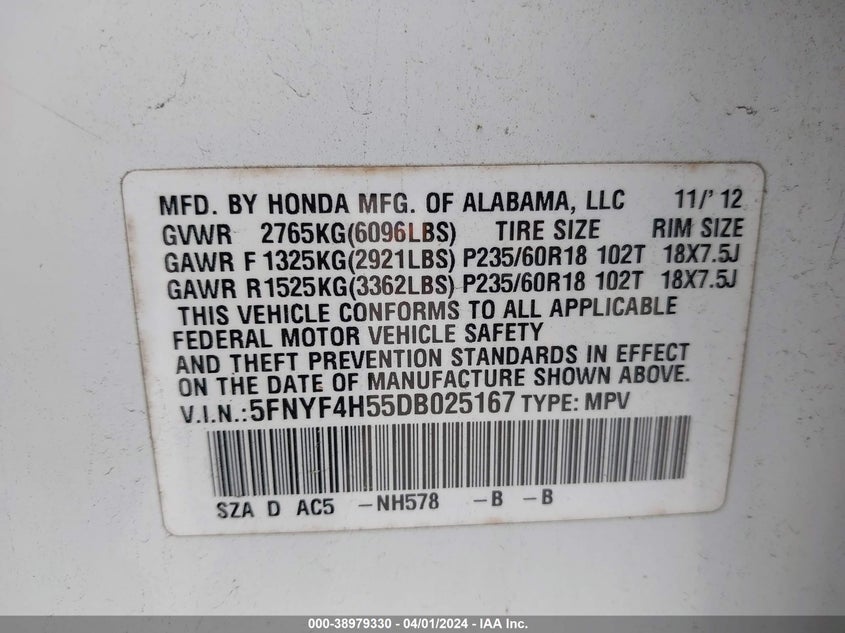 MFD. BY HONDA MFG. OF ALABAMA, LLC 11/' 12
GVWR 2765KG(6096LBS) TIRE SIZE RIM SIZE
GAWR F 1325KG(2921LBS) P235/60R18 102T 18X7.5J
GAWR R1525KG(3362LBS) P235/60R18 102T 18X7.5J
THIS VEHICLE CONFORMS TO ALL APPLICABLE
FEDERAL MOTOR VEHICLE SAFETY
AND THEFT PREVENTION STANDARDS IN EFFECT
ON THE DATE OF MANUFACTURE SHOWN ABOVE.
V.I.N.:5FNYF4H55DB025167 TYPE: MPV
SZA D AC5 –NH578 –B –B
000-38979330 - 04/01/2024 - IAA Inc.